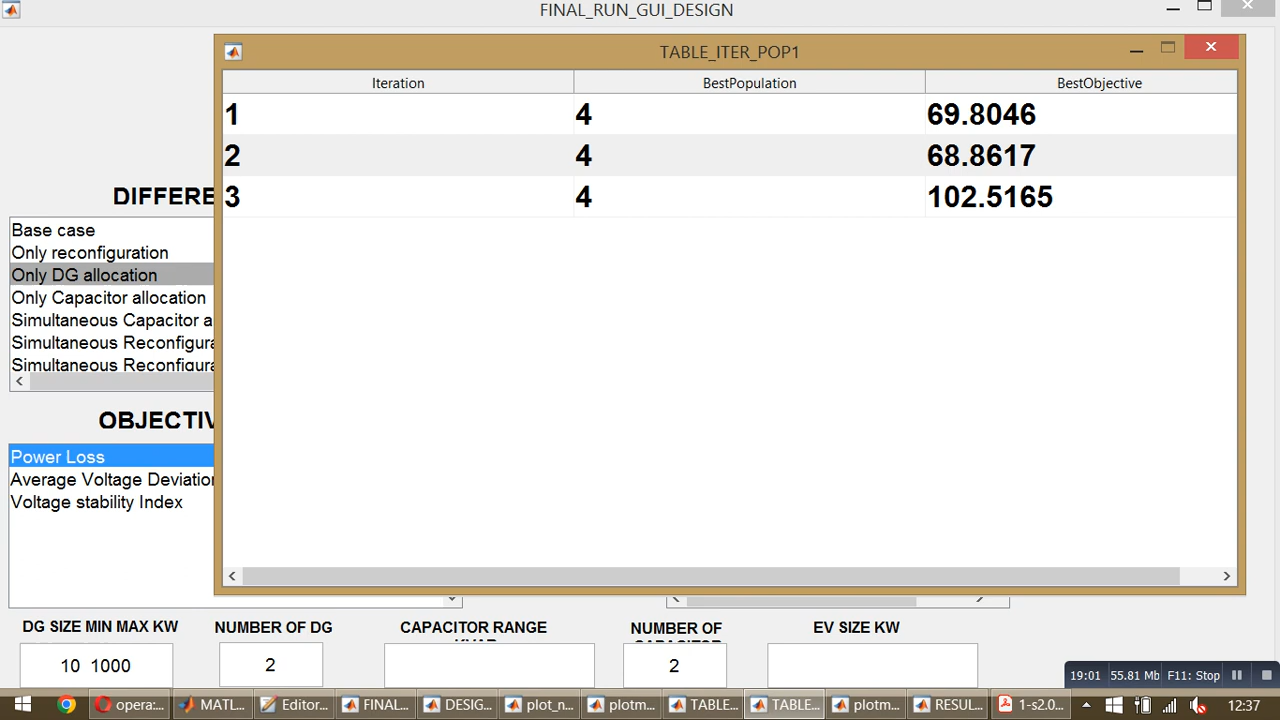 FINAL_RUN_GUI_DESIGN
TABLE_ITER_POP1
Iteration BestPopulation BestObjective
1 4 69.8046
2 4 68.8617
3 4 102.5165
DIFFERE
Base case
Only reconfiguration
Only DG allocation
Only Capacitor allocation
Simultaneous Capacitor a
Simultaneous Reconfigura
Simultaneous Reconfigura
OBJECTIV
Power Loss
Average Voltage Deviation
Voltage stability Index
DG SIZE MIN MAX KW
NUMBER OF DG
CAPACITOR RANGE
KVAR
NUMBER OF
CAPACITOR
EV SIZE KW
10 1000
2
2
19:01 55.81 Mb F11: Stop
opera:... MATL... Editor... FINAL... DESIG... plot_n... plotm... TABLE... TABLE... plotm... RESUL... 1-s2.0... 12:37